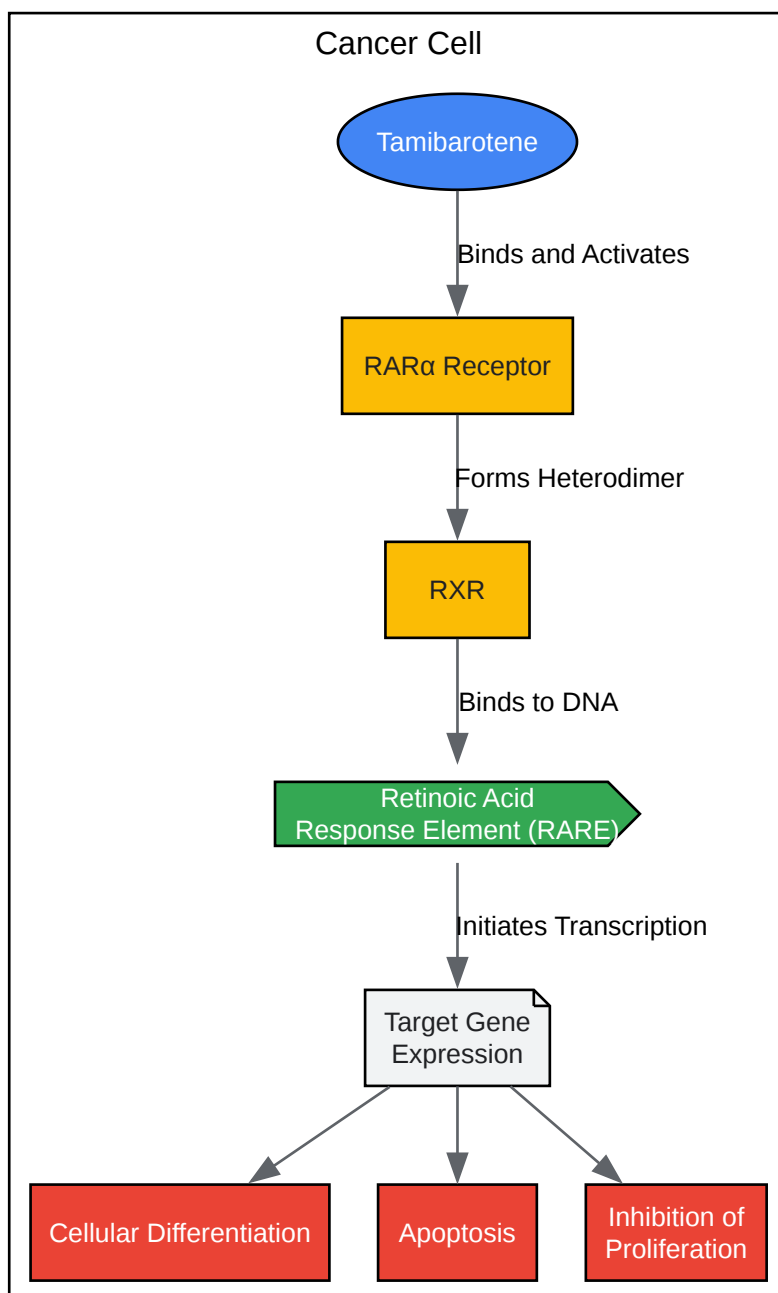 Cancer Cell
Tamibarotene
Binds and Activates
RARα Receptor
Forms Heterodimer
RXR
Binds to DNA
Retinoic Acid
Response Element (RARE)
Initiates Transcription
Target Gene
Expression
Cellular Differentiation
Apoptosis
Inhibition of
Proliferation